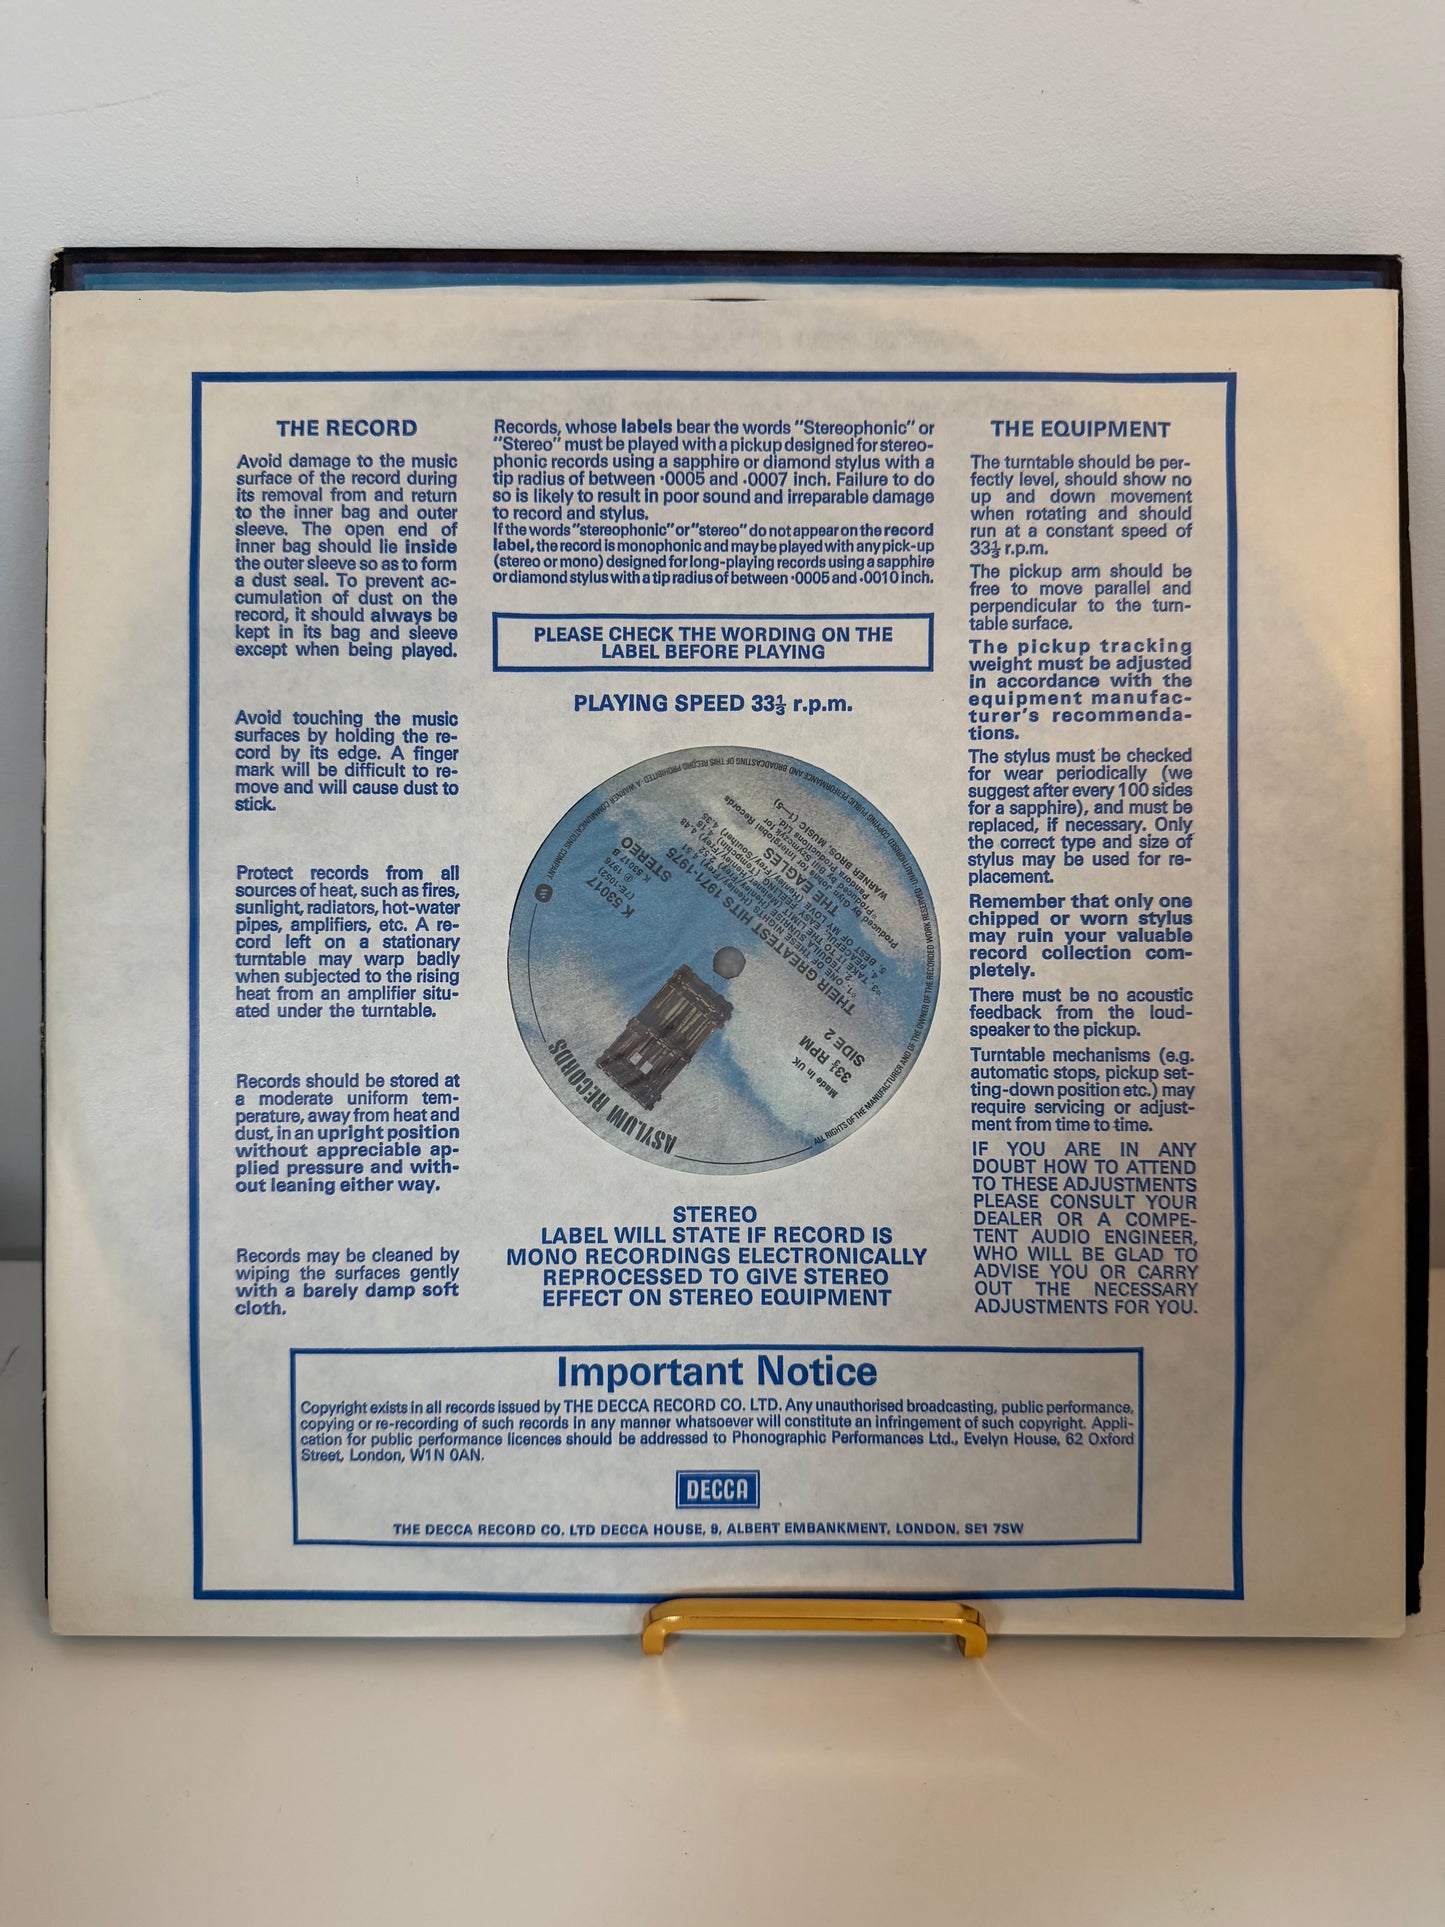 THE RECORD
Avoid damage to the music
surface of the record during
its removal from and return
to the inner bag and outer
sleeve. The open end of
inner bag should lie inside
the outer sleeve so as to form
a dust seal. To prevent ac-
cumulation of dust on the
record, it should always be
kept in its bag and sleeve
except when being played.
Avoid touching the music
surfaces by holding the re-
cord by its edge. A finger
mark will be difficult to re-
move and will cause dust to
stick.
Protect records from all
sources of heat, such as fires,
sunlight, radiators, hot-water
pipes, amplifiers, etc. A re-
cord left on a stationary
turntable may warp badly
when subjected to the rising
heat from an amplifier situ-
ated under the turntable.
Records should be stored at
a moderate uniform tem-
perature, away from heat and
dust, in an upright position
without appreciable ap-
plied pressure and with-
out leaning either way.
Records may be cleaned by
wiping the surfaces gently
with a barely damp soft
cloth.
Records, whose labels bear the words "Stereophonic" or
"Stereo" must be played with a pickup designed for stereo-
phonic records using a sapphire or diamond stylus with a
tip radius of between ·0005 and ·0007 inch. Failure to do
so is likely to result in poor sound and irreparable damage
to record and stylus.
If the words "stereophonic" or "stereo" do not appear on the record
label, the record is monophonic and may be played with any pick-up
(stereo or mono) designed for long-playing records using a sapphire
or diamond stylus with a tip radius of between ·0005 and ·0010 inch.
PLEASE CHECK THE WORDING ON THE
LABEL BEFORE PLAYING
PLAYING SPEED 33⅓ r.p.m.
ASYLUM RECORDS
THEIR GREATEST HITS 1971-1975
THE EAGLES
K 53017
(7E-1052)
K 53017 B
℗ 1976
STEREO
Made in UK
33⅓ RPM
SIDE 2
WARNER BROS. MUSIC (1—5)
STEREO
LABEL WILL STATE IF RECORD IS
MONO RECORDINGS ELECTRONICALLY
REPROCESSED TO GIVE STEREO
EFFECT ON STEREO EQUIPMENT
THE EQUIPMENT
The turntable should be per-
fectly level, should show no
up and down movement
when rotating and should
run at a constant speed of
33⅓ r.p.m.
The pickup arm should be
free to move parallel and
perpendicular to the turn-
table surface.
The pickup tracking
weight must be adjusted
in accordance with the
equipment manufac-
turer's recommenda-
tions.
The stylus must be checked
for wear periodically (we
suggest after every 100 sides
for a sapphire), and must be
replaced, if necessary. Only
the correct type and size of
stylus may be used for re-
placement.
Remember that only one
chipped or worn stylus
may ruin your valuable
record collection com-
pletely.
There must be no acoustic
feedback from the loud-
speaker to the pickup.
Turntable mechanisms (e.g.
automatic stops, pickup set-
ting-down position etc.) may
require servicing or adjust-
ment from time to time.
IF YOU ARE IN ANY
DOUBT HOW TO ATTEND
TO THESE ADJUSTMENTS
PLEASE CONSULT YOUR
DEALER OR A COMPE-
TENT AUDIO ENGINEER,
WHO WILL BE GLAD TO
ADVISE YOU OR CARRY
OUT THE NECESSARY
ADJUSTMENTS FOR YOU.
Important Notice
Copyright exists in all records issued by THE DECCA RECORD CO. LTD. Any unauthorised broadcasting, public performance,
copying or re-recording of such records in any manner whatsoever will constitute an infringement of such copyright. Appli-
cation for public performance licences should be addressed to Phonographic Performances Ltd., Evelyn House, 62 Oxford
Street, London, W1N 0AN.
DECCA
THE DECCA RECORD CO. LTD DECCA HOUSE, 9, ALBERT EMBANKMENT, LONDON, SE1 7SW